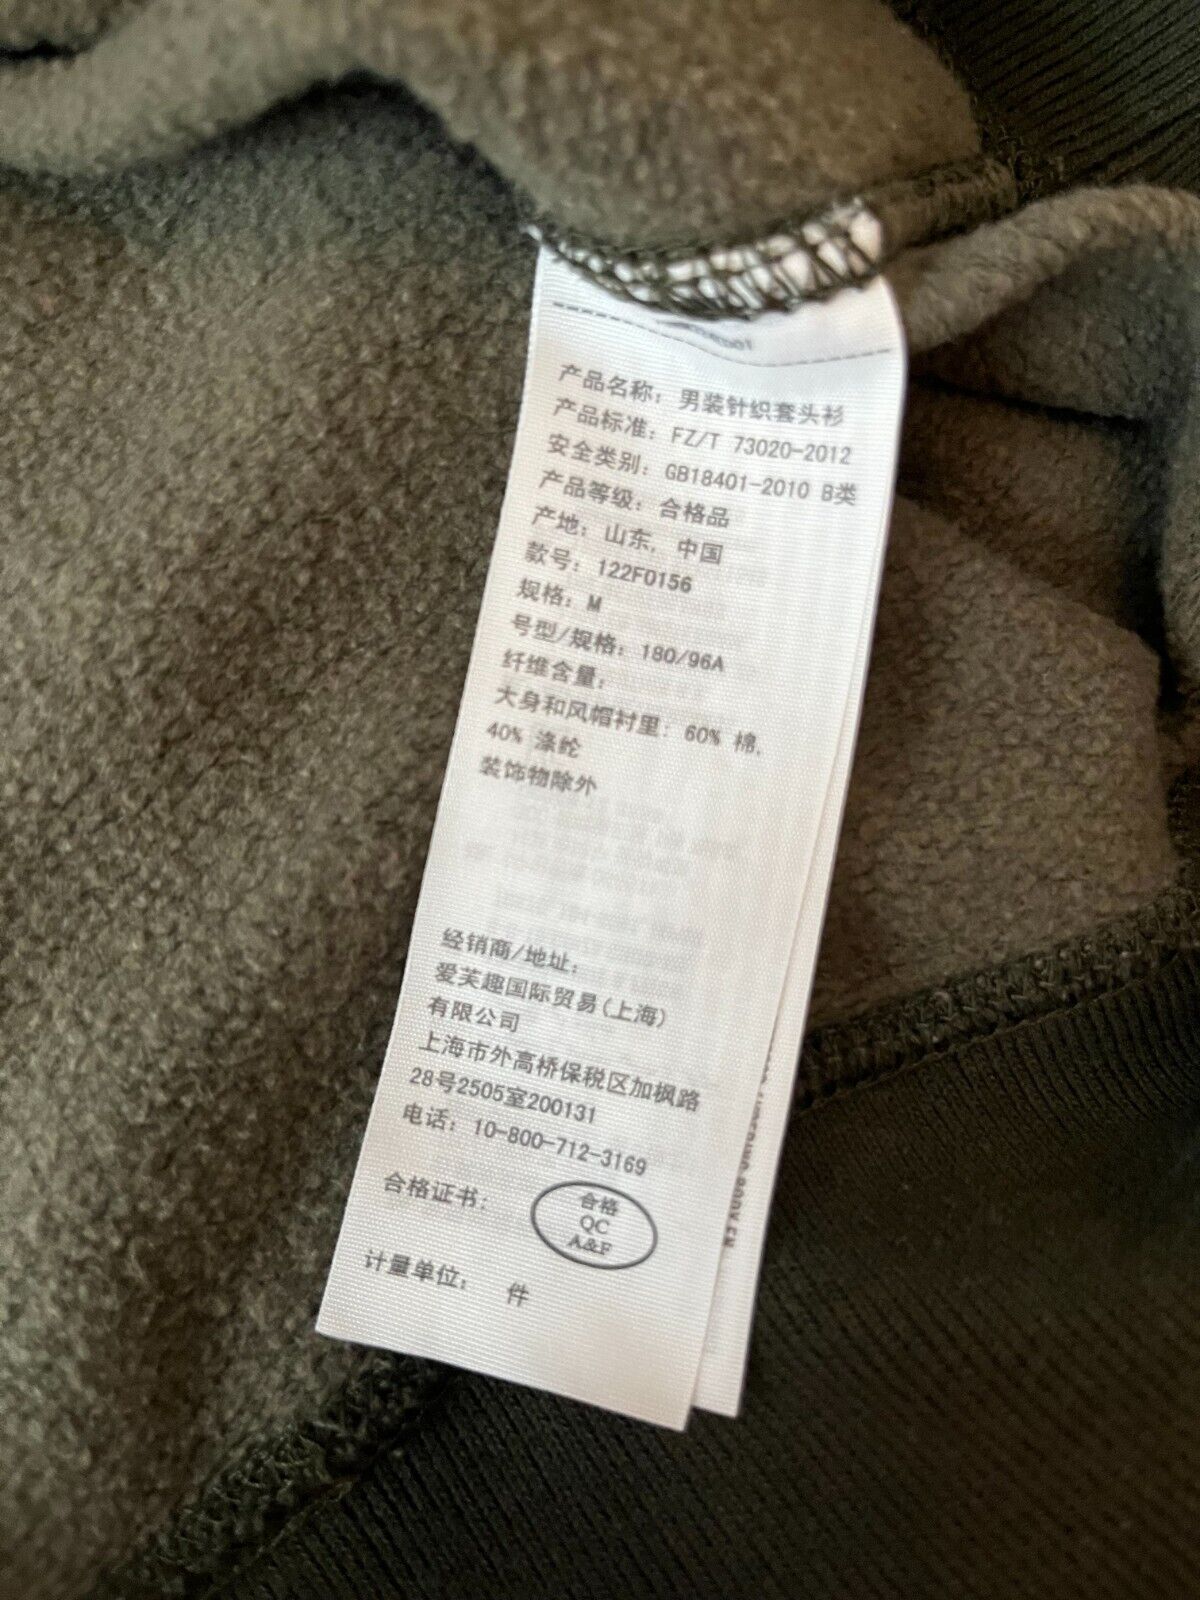 产品名称：男装针织套头衫
产品标准：FZ/T 73020-2012
安全类别：GB18401-2010 B类
产品等级：合格品
产地：山东，中国
款号：122F0156
规格：M
号型/规格：180/96A
纤维含量：
大身和风帽衬里：60% 棉，
40% 涤纶
装饰物除外
经销商/地址：
爱芙趣国际贸易(上海)
有限公司
上海市外高桥保税区加枫路
28号2505室200131
电话：10-800-712-3169
合格证书：
合格
QC
A&F
计量单位： 件